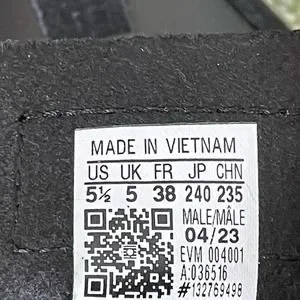 MADE IN VIETNAM
US UK FR JP CHN
5½ 5 38 240 235
MALE/MÂLE
04/23
EVM 004001
A:036516
#132769498